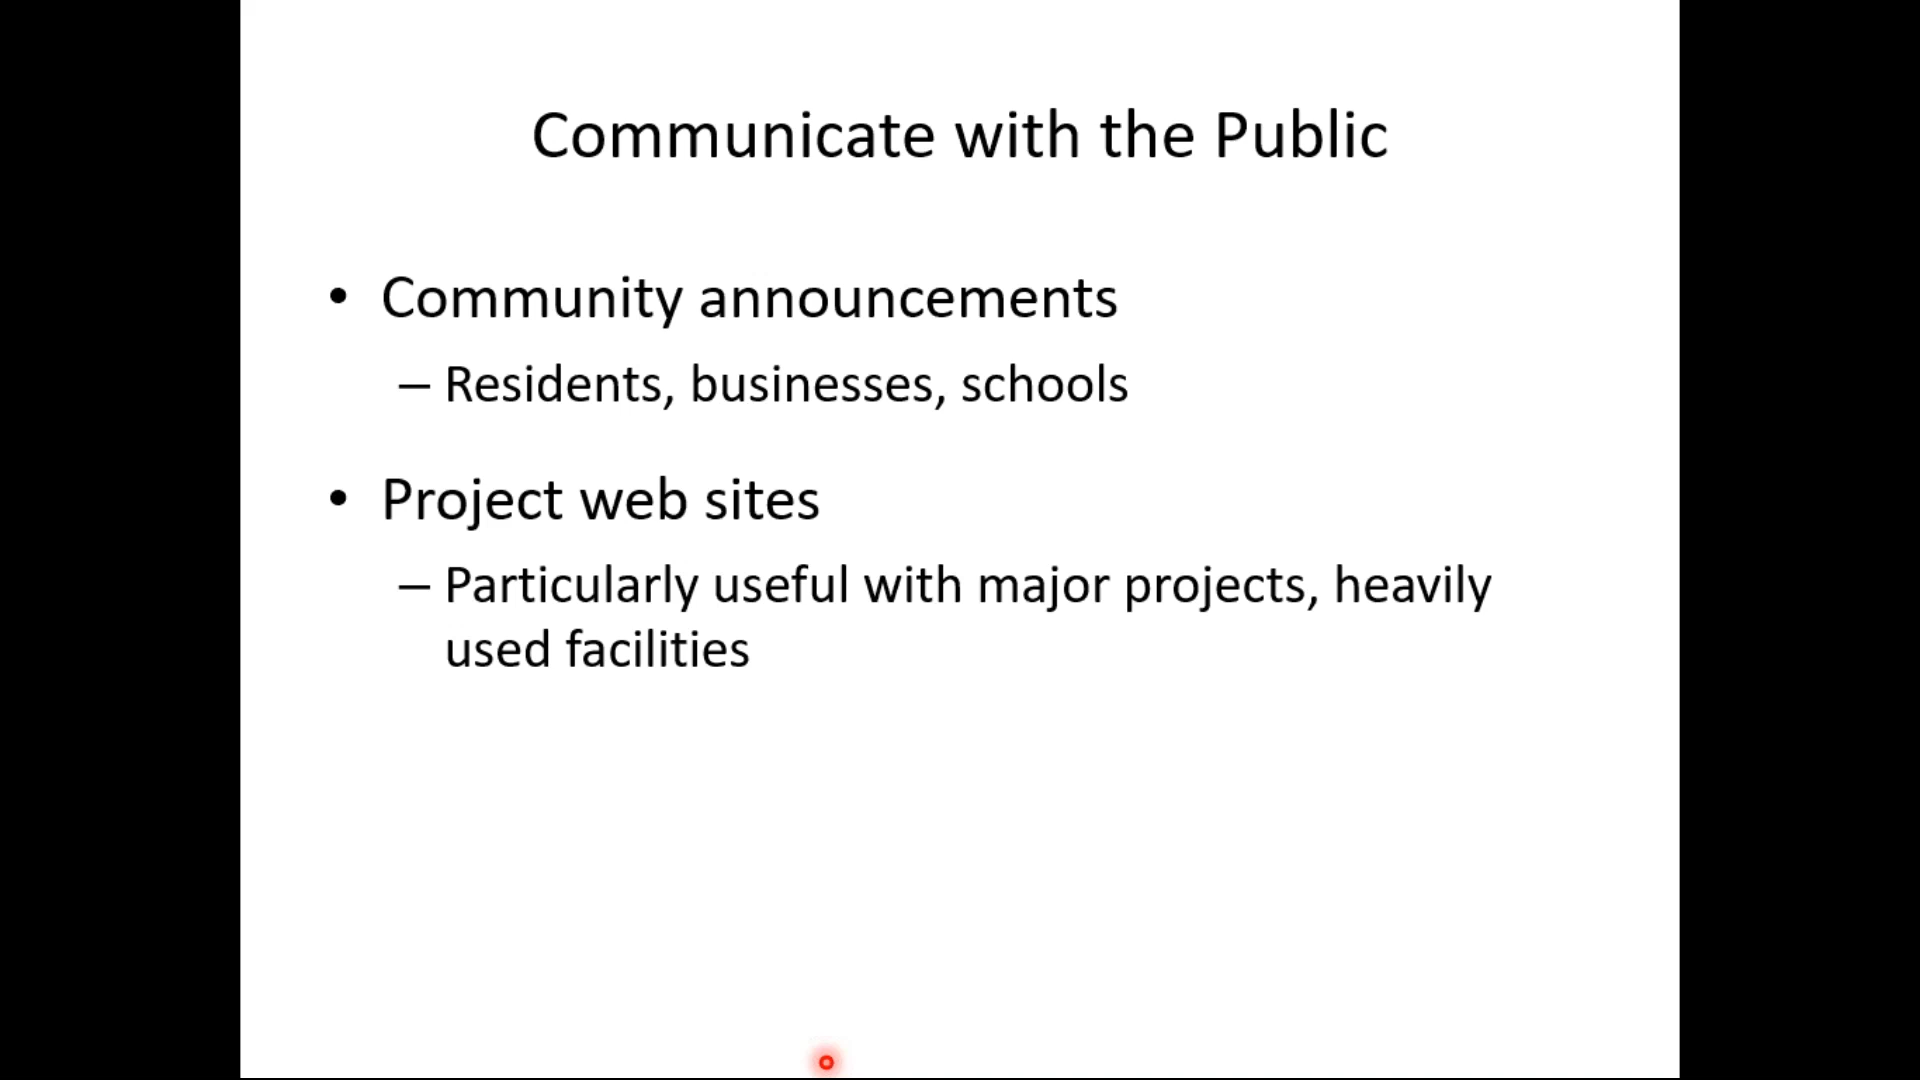 Communicate with the Public
• Community announcements
– Residents, businesses, schools
• Project web sites
– Particularly useful with major projects, heavily
used facilities